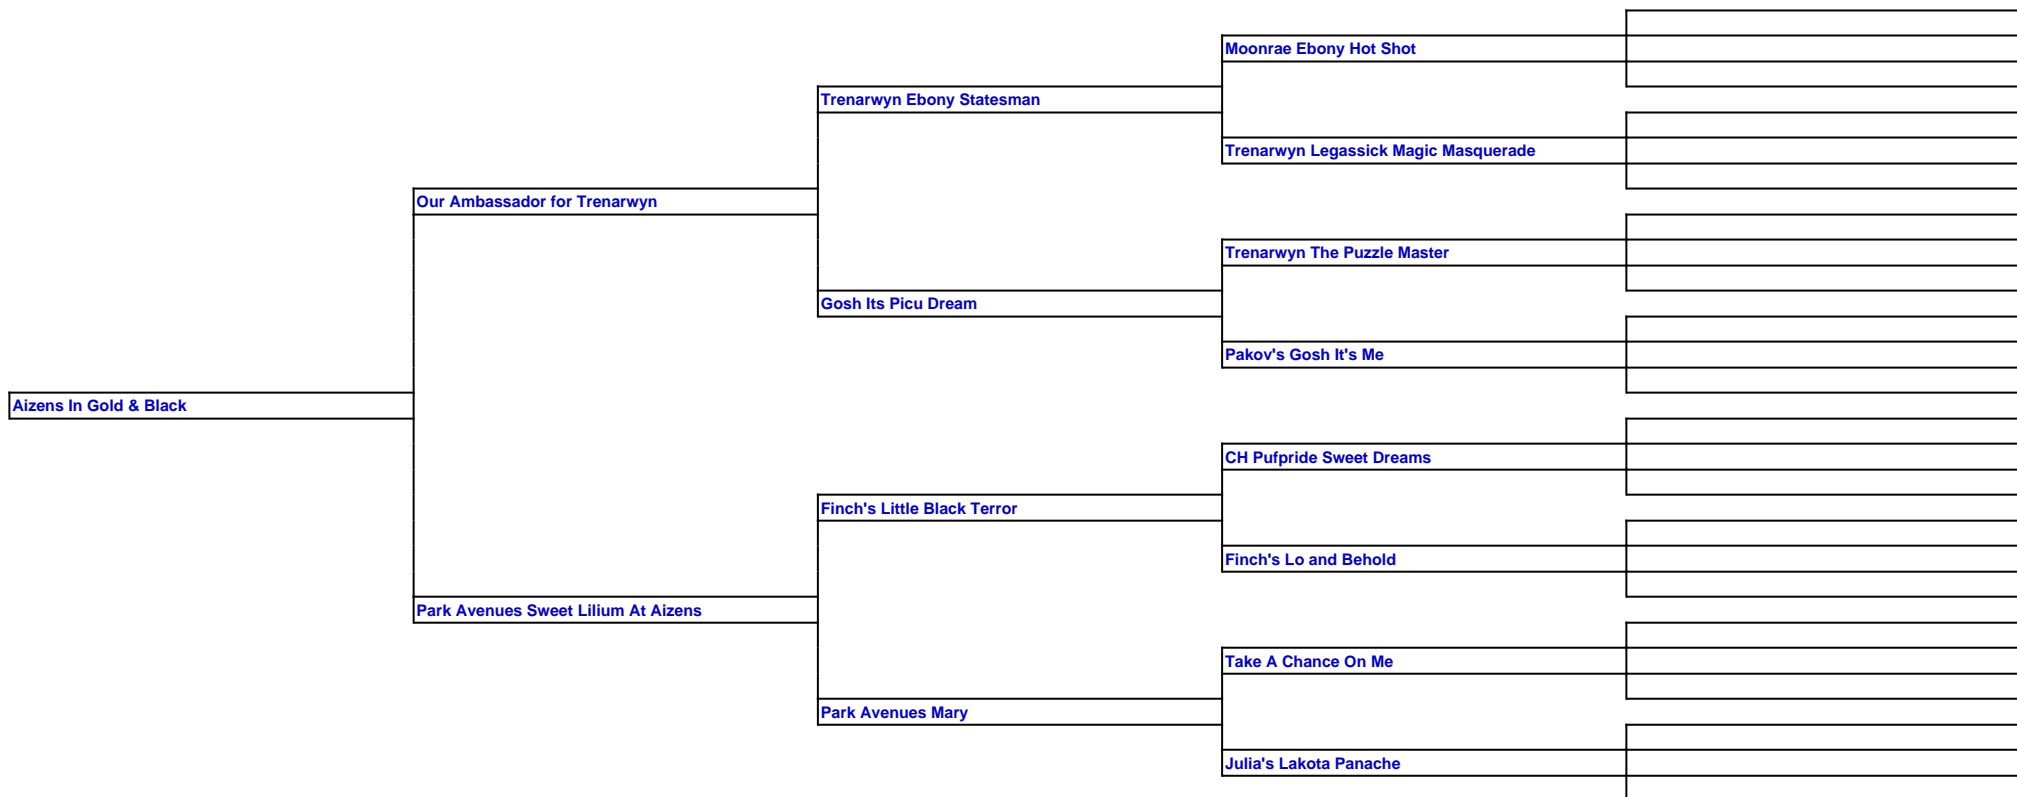 Moonrae Ebony Hot Shot
Trenarwyn Ebony Statesman
Trenarwyn Legassick Magic Masquerade
Our Ambassador for Trenarwyn
Trenarwyn The Puzzle Master
Gosh Its Picu Dream
Pakov's Gosh It's Me
Aizens In Gold & Black
CH Pufpride Sweet Dreams
Finch's Little Black Terror
Finch's Lo and Behold
Park Avenues Sweet Lilium At Aizens
Take A Chance On Me
Park Avenues Mary
Julia's Lakota Panache